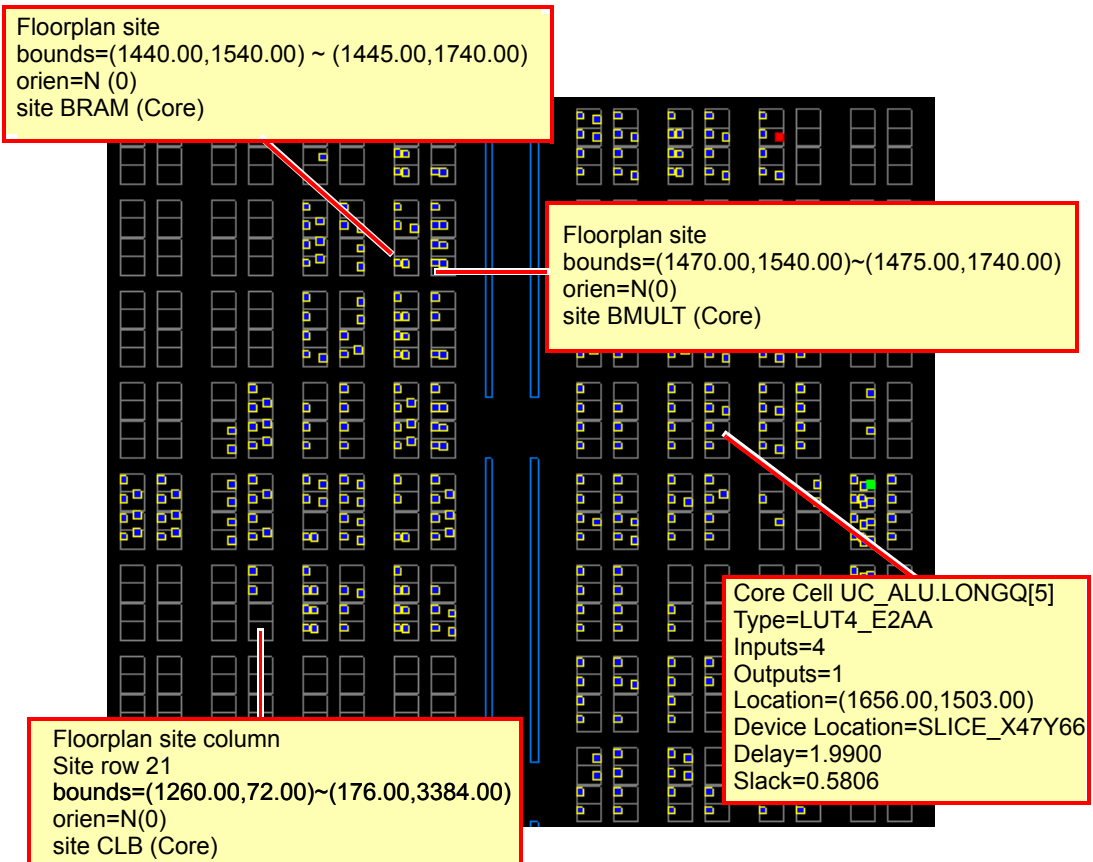 Floorplan site
bounds=(1440.00,1540.00) ~ (1445.00,1740.00)
orien=N (0)
site BRAM (Core)
Floorplan site
bounds=(1470.00,1540.00)~(1475.00,1740.00)
orien=N(0)
site BMULT (Core)
Core Cell UC_ALU.LONGQ[5]
Type=LUT4_E2AA
Inputs=4
Outputs=1
Location=(1656.00,1503.00)
Device Location=SLICE_X47Y66
Delay=1.9900
Slack=0.5806
Floorplan site column
Site row 21
bounds=(1260.00,72.00)~(176.00,3384.00)
orien=N(0)
site CLB (Core)